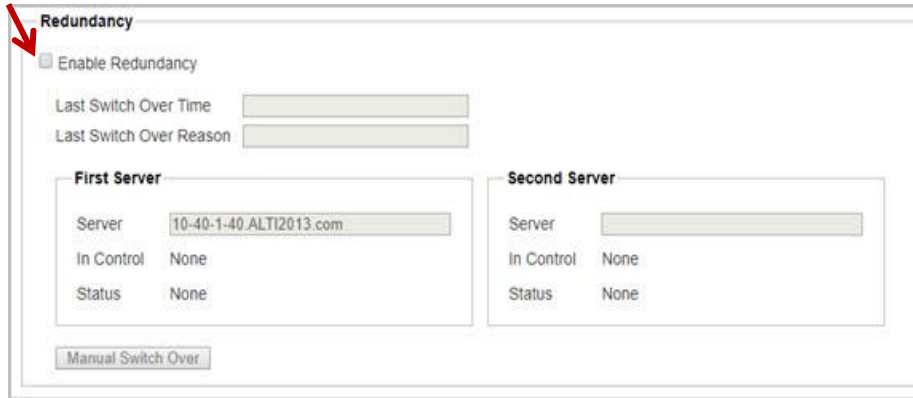 Redundancy
Enable Redundancy
Last Switch Over Time
Last Switch Over Reason
First Server
Server 10-40-1-40.ALTI2013.com
In Control None
Status None
Second Server
Server
In Control None
Status None
Manual Switch Over